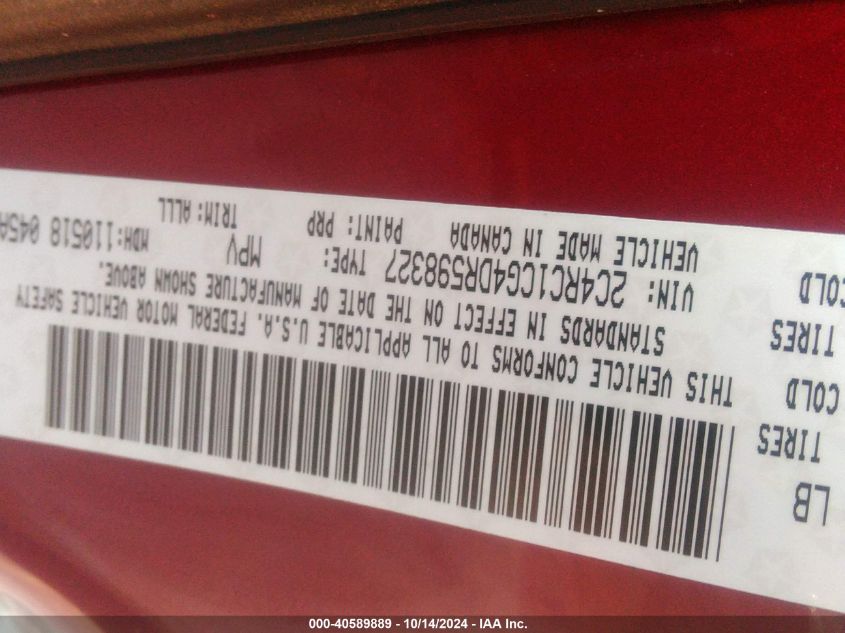 LB
TIRES
COLD
TIRES
COLD
THIS VEHICLE CONFORMS TO ALL APPLICABLE U.S.A. FEDERAL MOTOR VEHICLE SAFETY
STANDARDS IN EFFECT ON THE DATE OF MANUFACTURE SHOWN ABOVE.
VIN: 2C4RC1CG4DR598327 TYPE: MPV MDH:110518 045A
VEHICLE MADE IN CANADA PAINT: PRP TRIM: ALLL
000-40589889 - 10/14/2024 - IAA Inc.